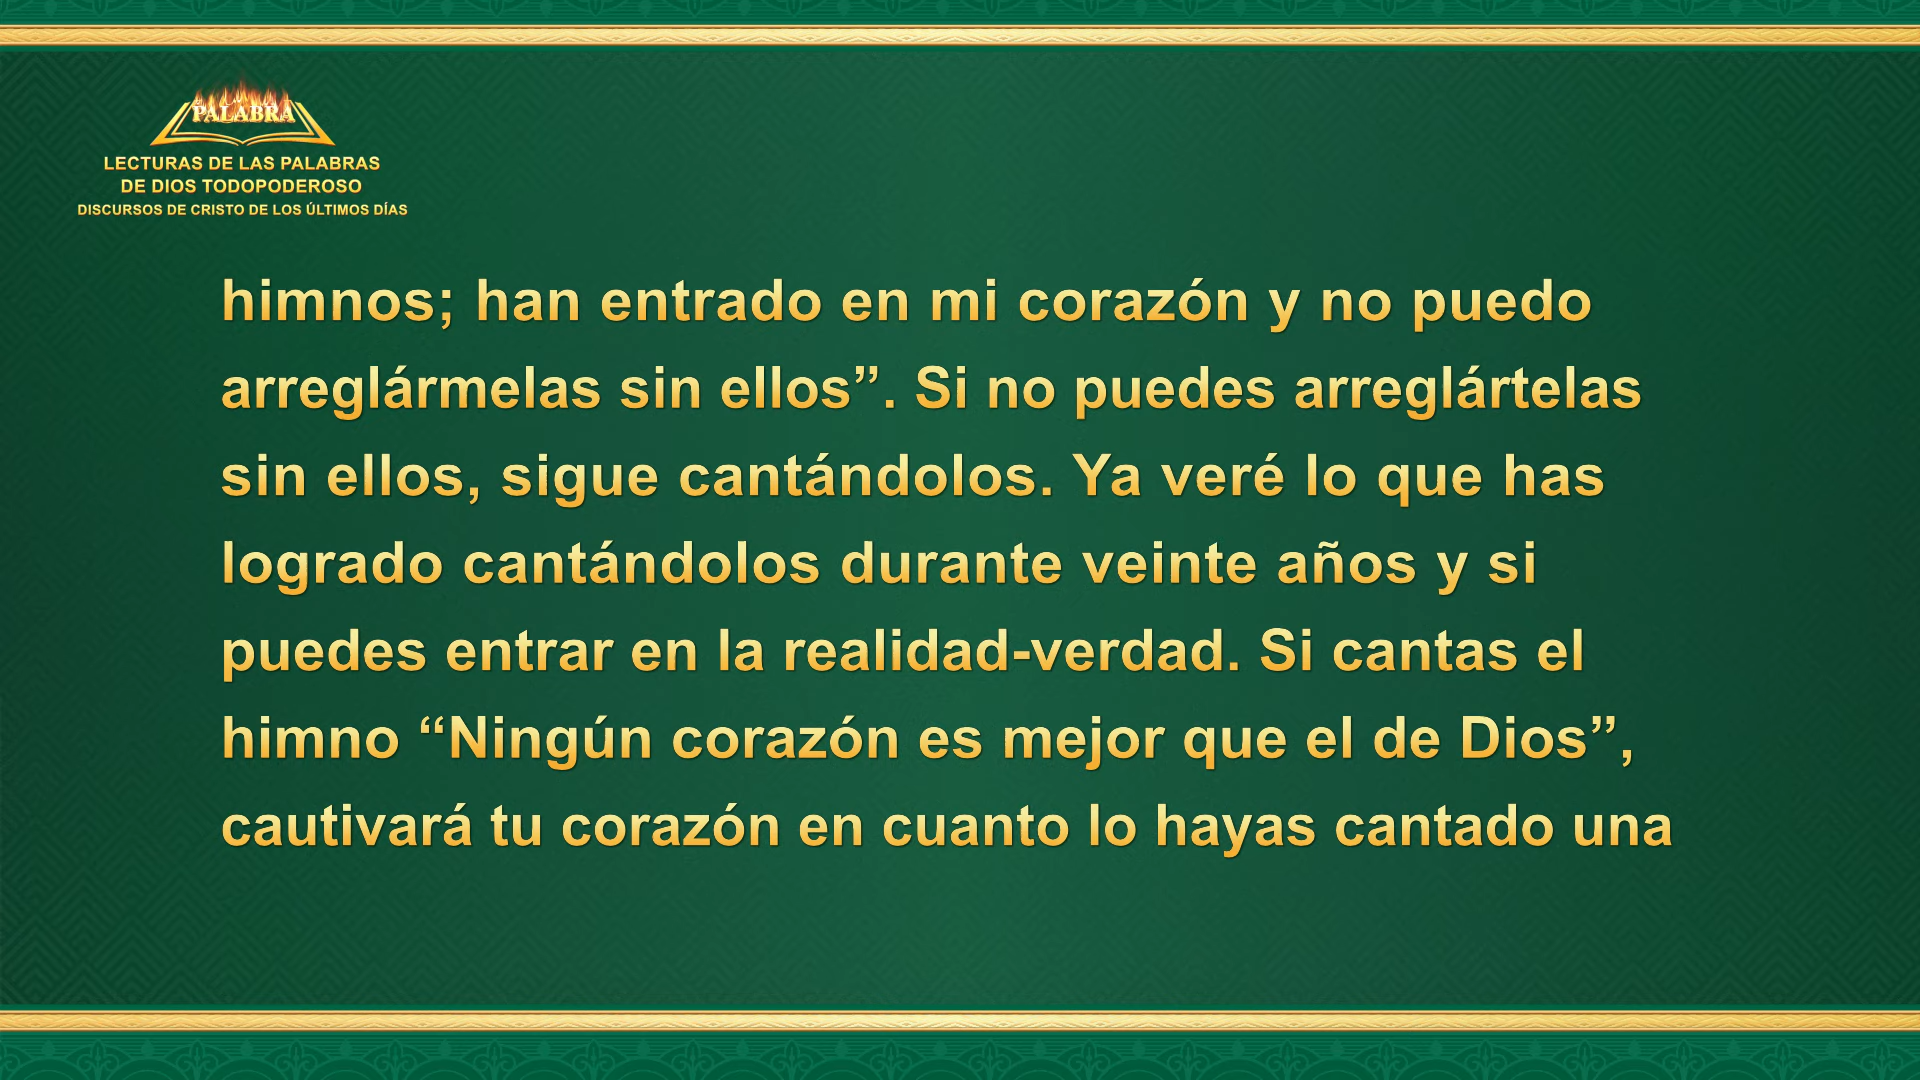 PALABRA
LECTURAS DE LAS PALABRAS
DE DIOS TODOPODEROSO
DISCURSOS DE CRISTO DE LOS ÚLTIMOS DÍAS
himnos; han entrado en mi corazón y no puedo
arreglármelas sin ellos”. Si no puedes arreglártelas
sin ellos, sigue cantándolos. Ya veré lo que has
logrado cantándolos durante veinte años y si
puedes entrar en la realidad-verdad. Si cantas el
himno “Ningún corazón es mejor que el de Dios”,
cautivará tu corazón en cuanto lo hayas cantado una